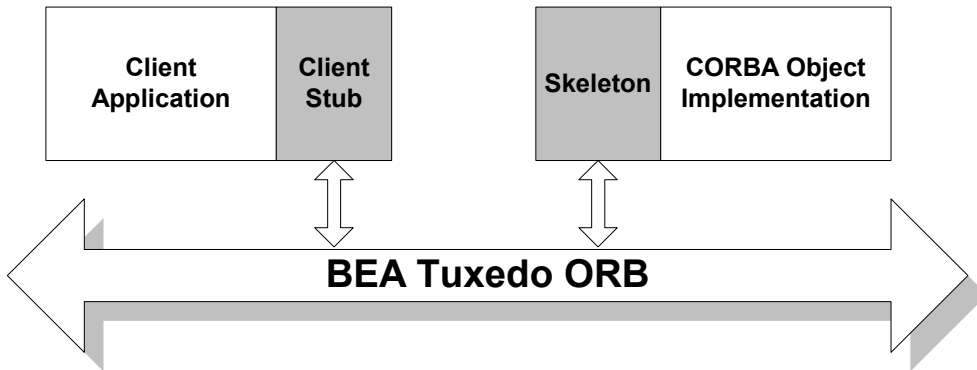 Client
Application
Client
Stub
Skeleton
CORBA Object
Implementation
BEA Tuxedo ORB